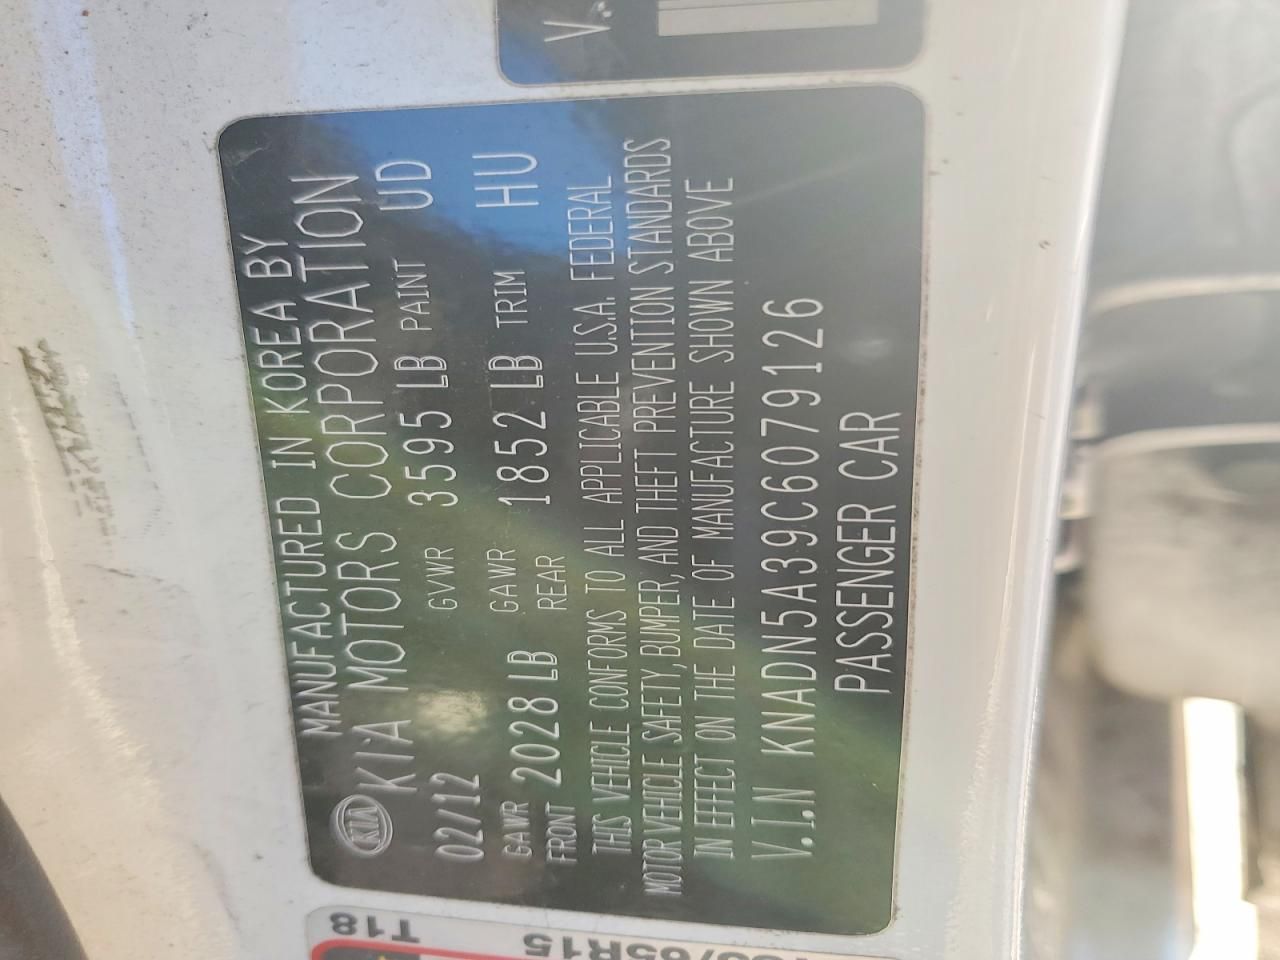 V.
MANUFACTURED IN KOREA BY
KIA KIA MOTORS CORPORATION
02/12 GVWR 3595 LB PAINT UD
GAWR FRONT 2028 LB GAWR REAR 1852 LB TRIM HU
THIS VEHICLE CONFORMS TO ALL APPLICABLE U.S.A. FEDERAL
MOTOR VEHICLE SAFETY, BUMPER, AND THEFT PREVENTION STANDARDS
IN EFFECT ON THE DATE OF MANUFACTURE SHOWN ABOVE
V.I.N KNADN5A39C6079126
PASSENGER CAR
T18
/65R15